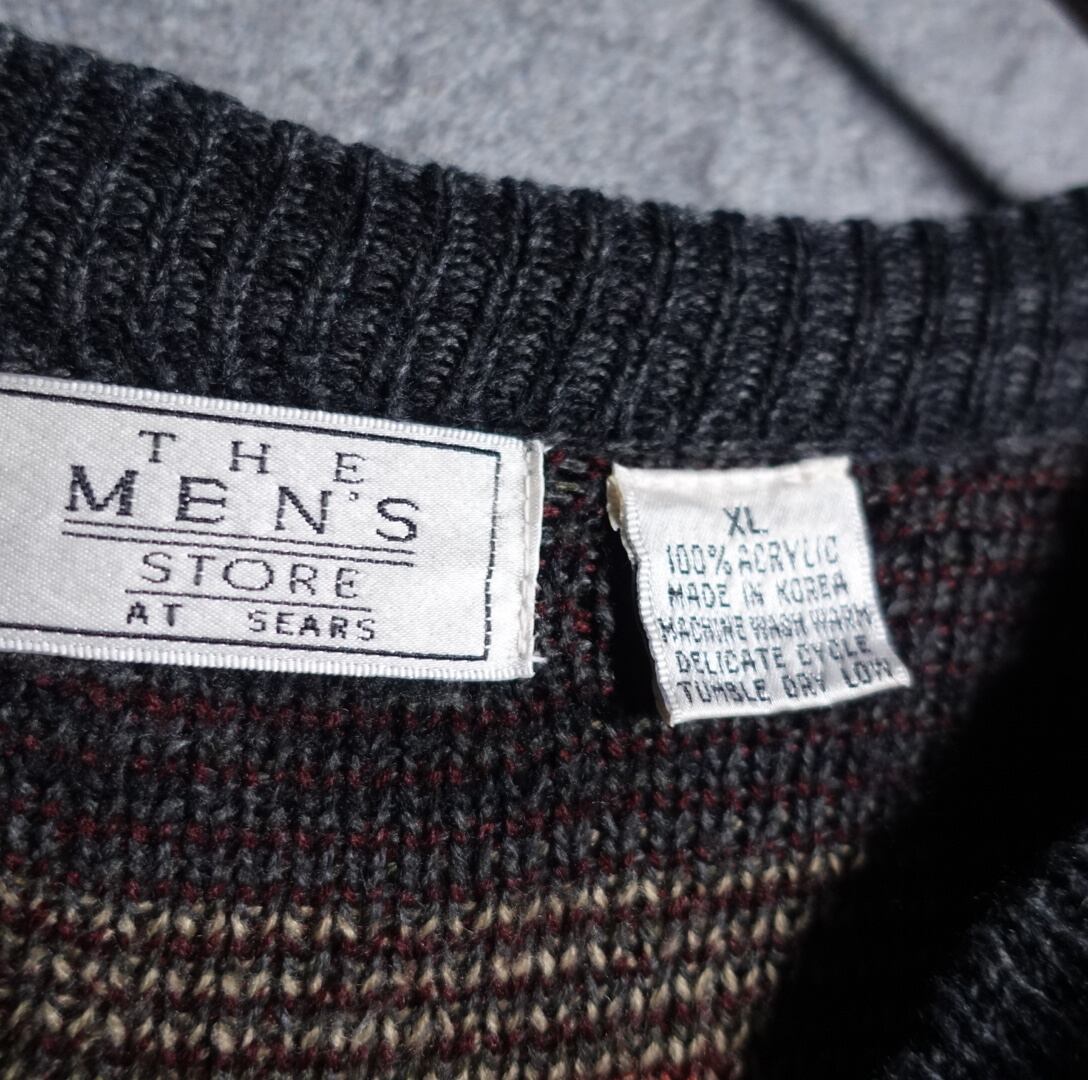 THE
MEN'S
STORE
AT SEARS
XL
100% ACRYLIC
MADE IN KOREA
MACHINE WASH WARM
DELICATE CYCLE
TUMBLE DRY LOW